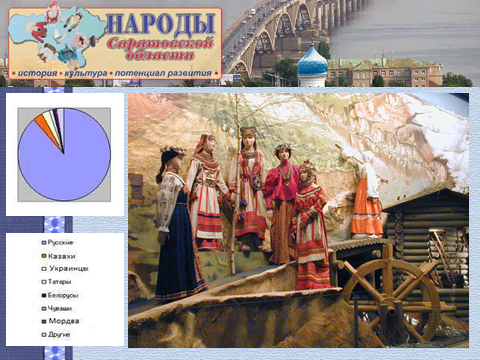 НАРОДЫ
Саратовской
области
• история • культура • потенциал развития •
Русские
Казахи
Украинцы
Татары
Белорусы
Чуваши
Мордва
Другие